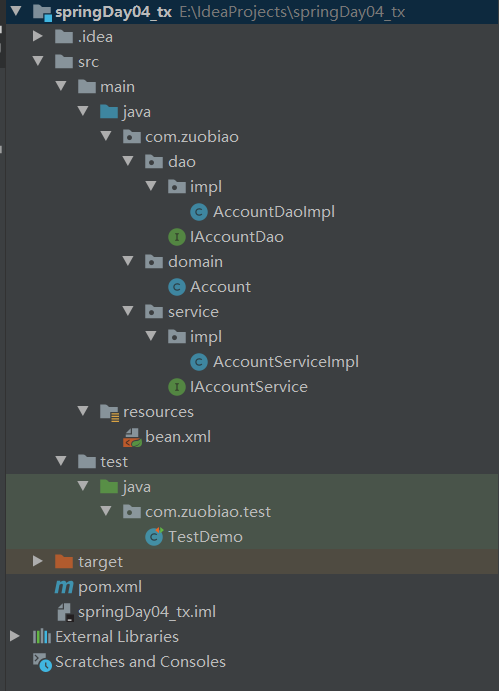 springDay04_tx E:\IdeaProjects\springDay04_tx
.idea
src
main
java
com.zuobiao
dao
impl
AccountDaoImpl
IAccountDao
domain
Account
service
impl
AccountServiceImpl
IAccountService
resources
bean.xml
test
java
com.zuobiao.test
TestDemo
target
pom.xml
springDay04_tx.iml
External Libraries
Scratches and Consoles